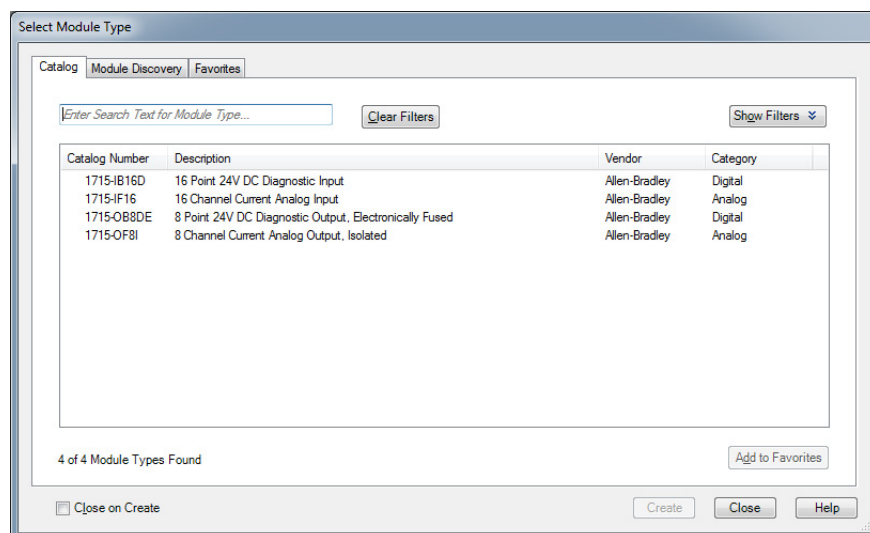 Select Module Type
Catalog Module Discovery Favorites
Enter Search Text for Module Type... Clear Filters Show Filters
Catalog Number Description Vendor Category
1715-IB16D 16 Point 24V DC Diagnostic Input Allen-Bradley Digital
1715-IF16 16 Channel Current Analog Input Allen-Bradley Analog
1715-OB8DE 8 Point 24V DC Diagnostic Output, Electronically Fused Allen-Bradley Digital
1715-OF8I 8 Channel Current Analog Output, Isolated Allen-Bradley Analog
4 of 4 Module Types Found Add to Favorites
Close on Create Create Close Help